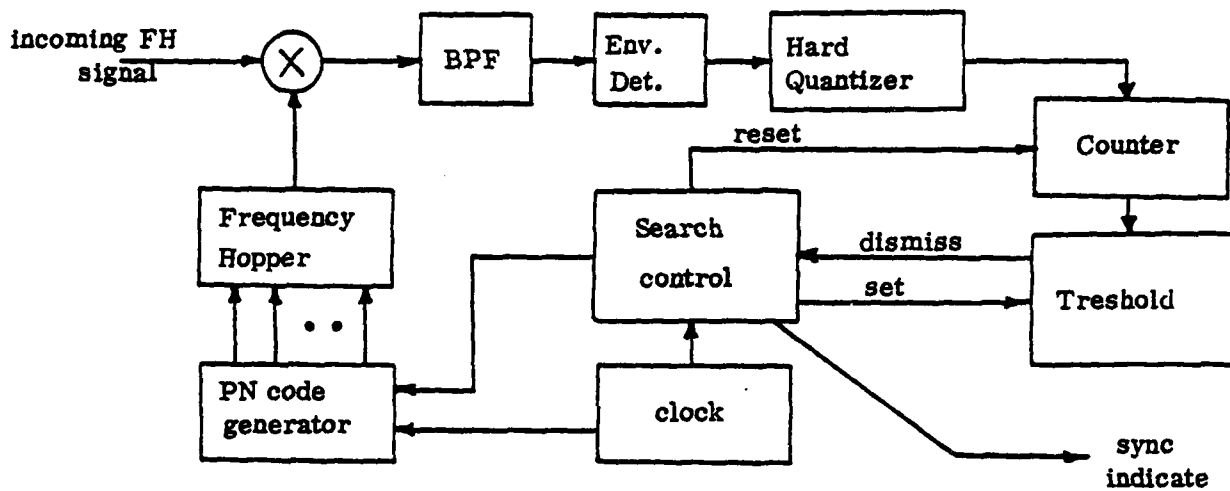 incoming FH
signal
BPF
Env.
Det.
Hard
Quantizer
reset
Counter
Frequency
Hopper
Search
control
dismiss
set
Treshold
PN code
generator
clock
sync
indicate